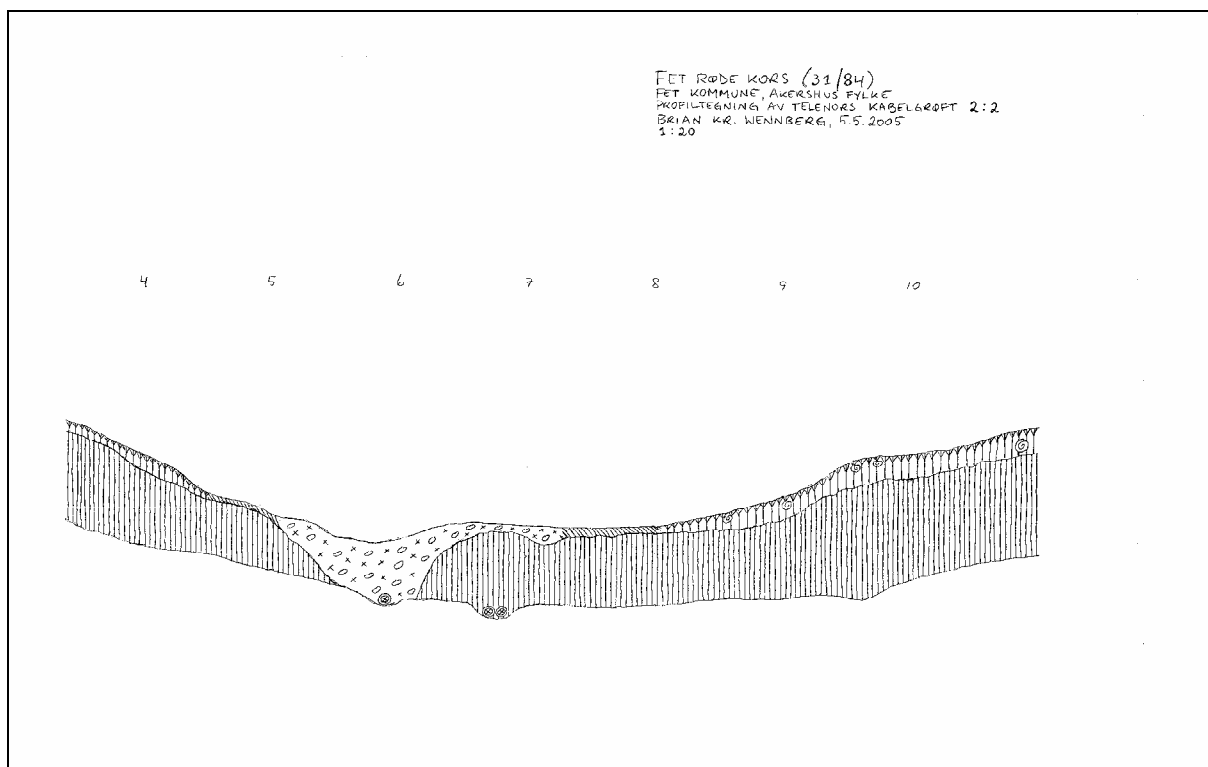 FET RØDE KORS (31/84)
FET KOMMUNE, AKERSHUS FYLKE
PROFILTEGNING AV TELENORS KABELGRØFT 2:2
BRIAN KR. WENNBERG, 5.5.2005
1:20
4 5 6 7 8 9 10